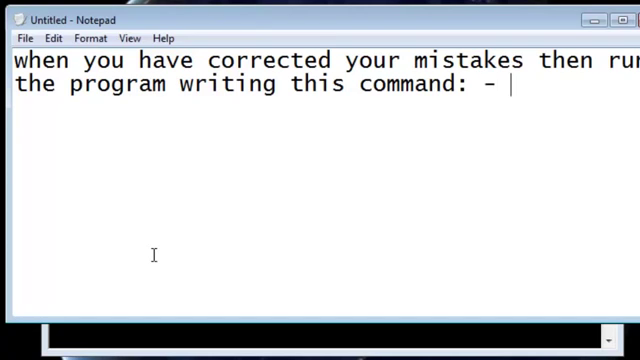 Untitled - Notepad
File Edit Format View Help
when you have corrected your mistakes then run
the program writing this command: -